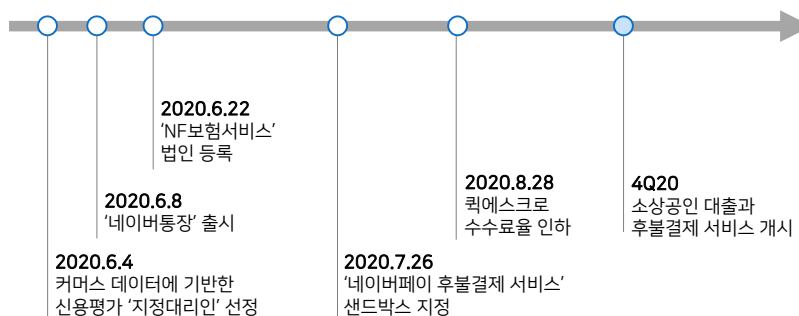 2020.6.22
‘NF보험서비스’
법인 등록
2020.6.8
‘네이버통장’ 출시
2020.6.4
커머스 데이터에 기반한
신용평가 ‘지정대리인’ 선정
2020.7.26
‘네이버페이 후불결제 서비스’
샌드박스 지정
2020.8.28
퀵에스크로
수수료율 인하
4Q20
소상공인 대출과
후불결제 서비스 개시